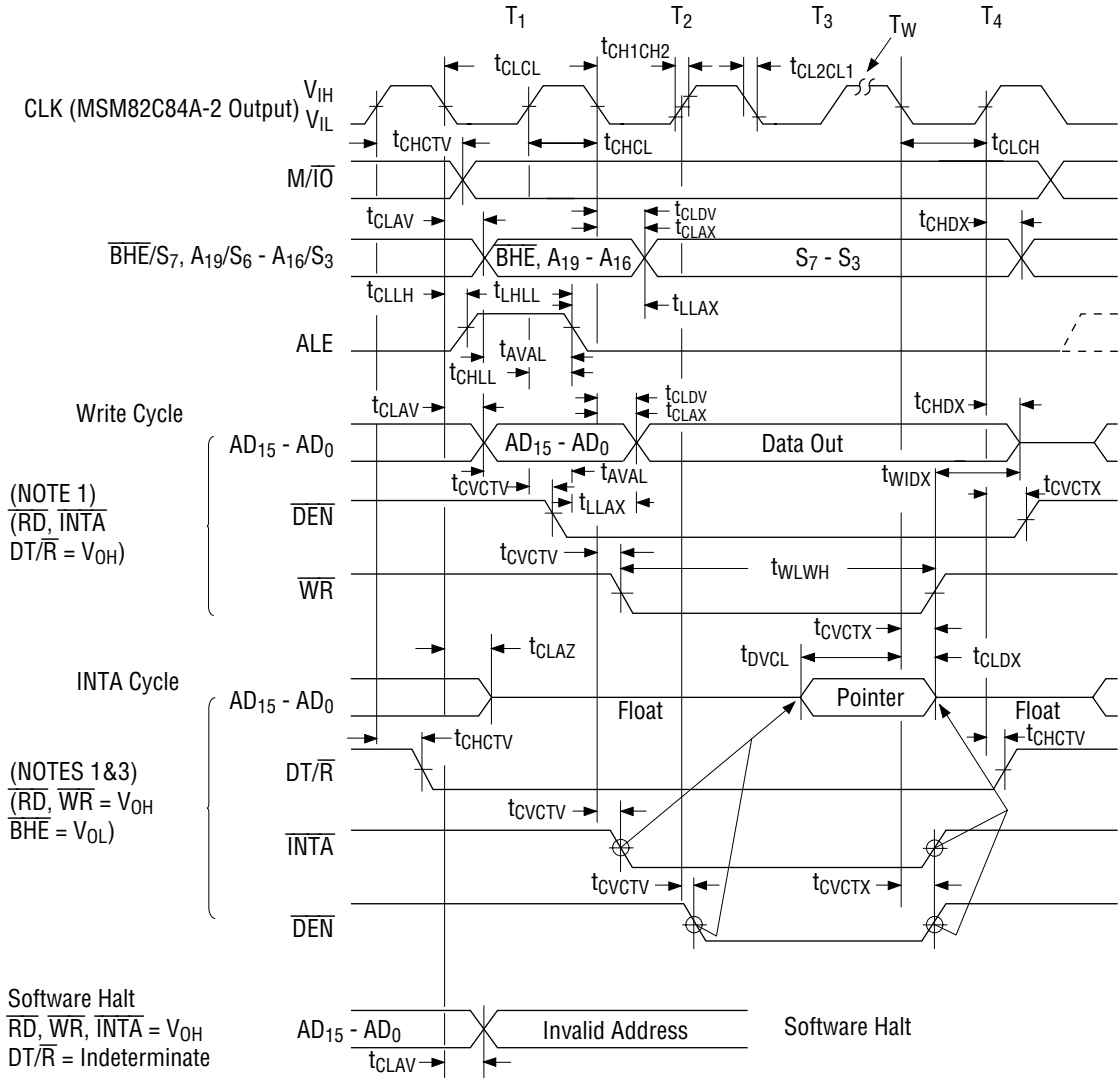 T1 T2 T3 TW T4
tCLCL tCH1CH2 tCL2CL1
CLK (MSM82C84A-2 Output) VIH VIL
tCHCTV tCHCL tCLCH
M/IO
tCLAV tCLDV tCLAX tCHDX
BHE/S7, A19/S6 - A16/S3 BHE, A19 - A16 S7 - S3
tCLLH tLHLL tLLAX
ALE
tAVAL
tCHLL
Write Cycle
tCLAV tCLDV tCLAX tCHDX
AD15 - AD0 AD15 - AD0 Data Out
tAVAL tWIDX
(NOTE 1)
(RD, INTA
DT/R = VOH)
tCVCTV tLLAX tCVCTX
DEN
tCVCTV tWLWH
WR
tCVCTX
tCLAZ tDVCL tCLDX
INTA Cycle
AD15 - AD0 Float Pointer Float
tCHCTV tCHCTV
(NOTES 1&3)
(RD, WR = VOH
BHE = VOL)
DT/R
tCVCTV
INTA
tCVCTV tCVCTX
DEN
Software Halt
RD, WR, INTA = VOH
DT/R = Indeterminate
AD15 - AD0 Invalid Address Software Halt
tCLAV